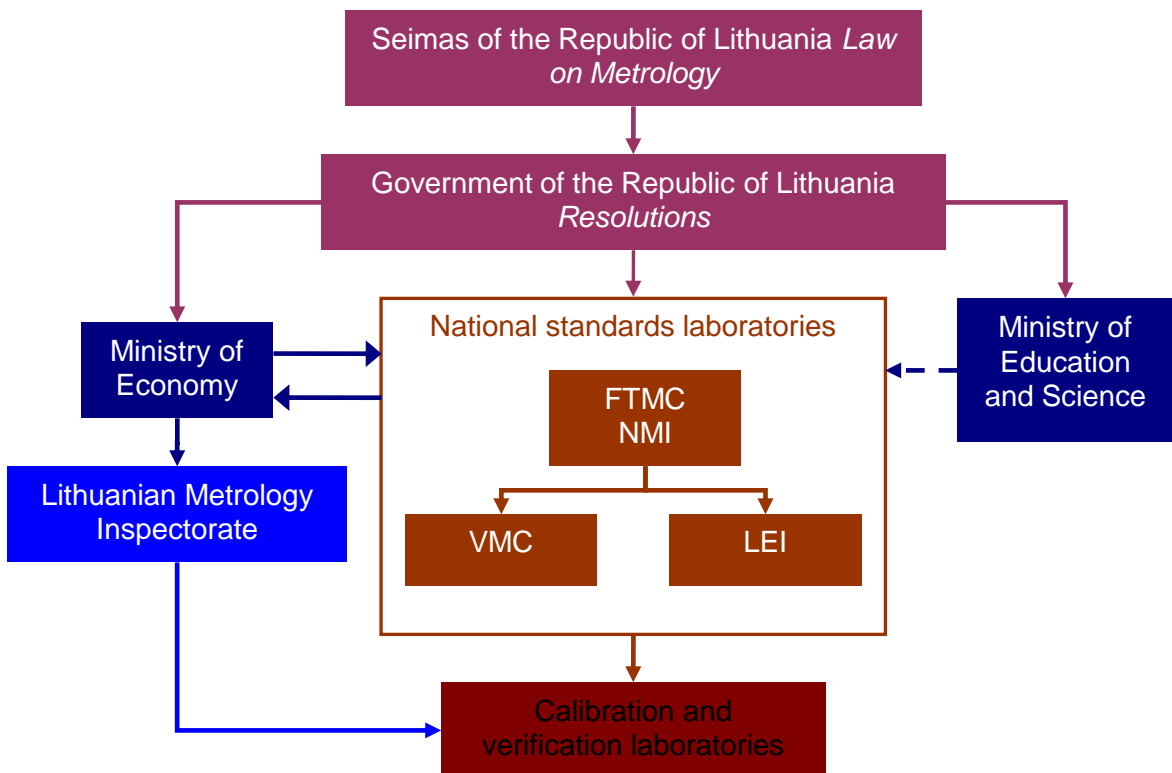 Seimas of the Republic of Lithuania Law
on Metrology
Government of the Republic of Lithuania
Resolutions
National standards laboratories
Ministry of
Economy
Ministry of
Education
and Science
FTMC
NMI
Lithuanian Metrology
Inspectorate
VMC
LEI
Calibration and
verification laboratories